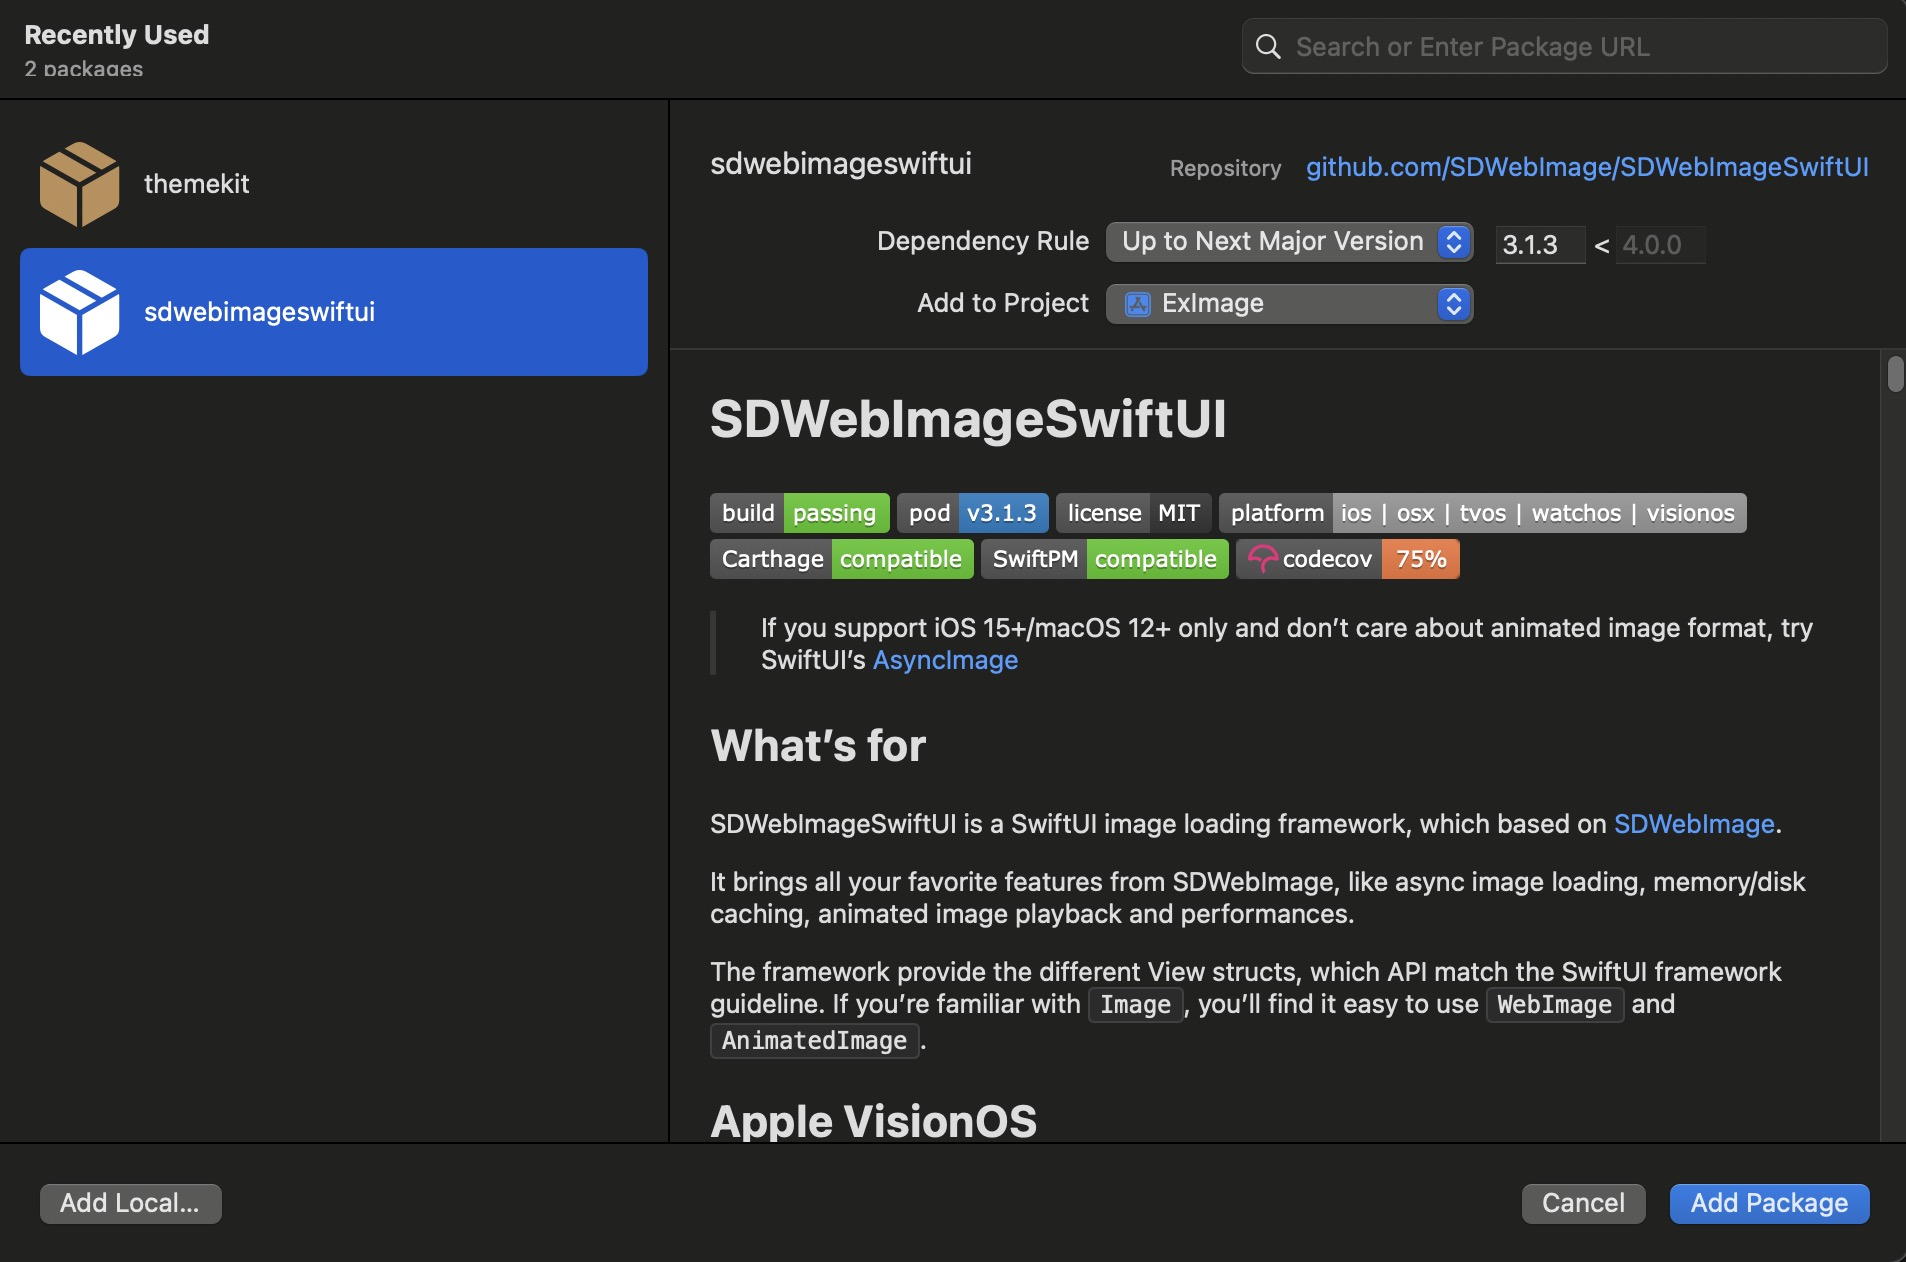 Recently Used
2 packages
Search or Enter Package URL
themekit
sdwebimageswiftui
sdwebimageswiftui
Repository github.com/SDWebImage/SDWebImageSwiftUI
Dependency Rule Up to Next Major Version 3.1.3 < 4.0.0
Add to Project ExImage
SDWebImageSwiftUI
build passing pod v3.1.3 license MIT platform ios | osx | tvos | watchos | visionos
Carthage compatible SwiftPM compatible codecov 75%
If you support iOS 15+/macOS 12+ only and don’t care about animated image format, try
SwiftUI’s AsyncImage
What’s for
SDWebImageSwiftUI is a SwiftUI image loading framework, which based on SDWebImage.
It brings all your favorite features from SDWebImage, like async image loading, memory/disk
caching, animated image playback and performances.
The framework provide the different View structs, which API match the SwiftUI framework
guideline. If you’re familiar with Image, you’ll find it easy to use WebImage and
AnimatedImage.
Apple VisionOS
Add Local...
Cancel
Add Package